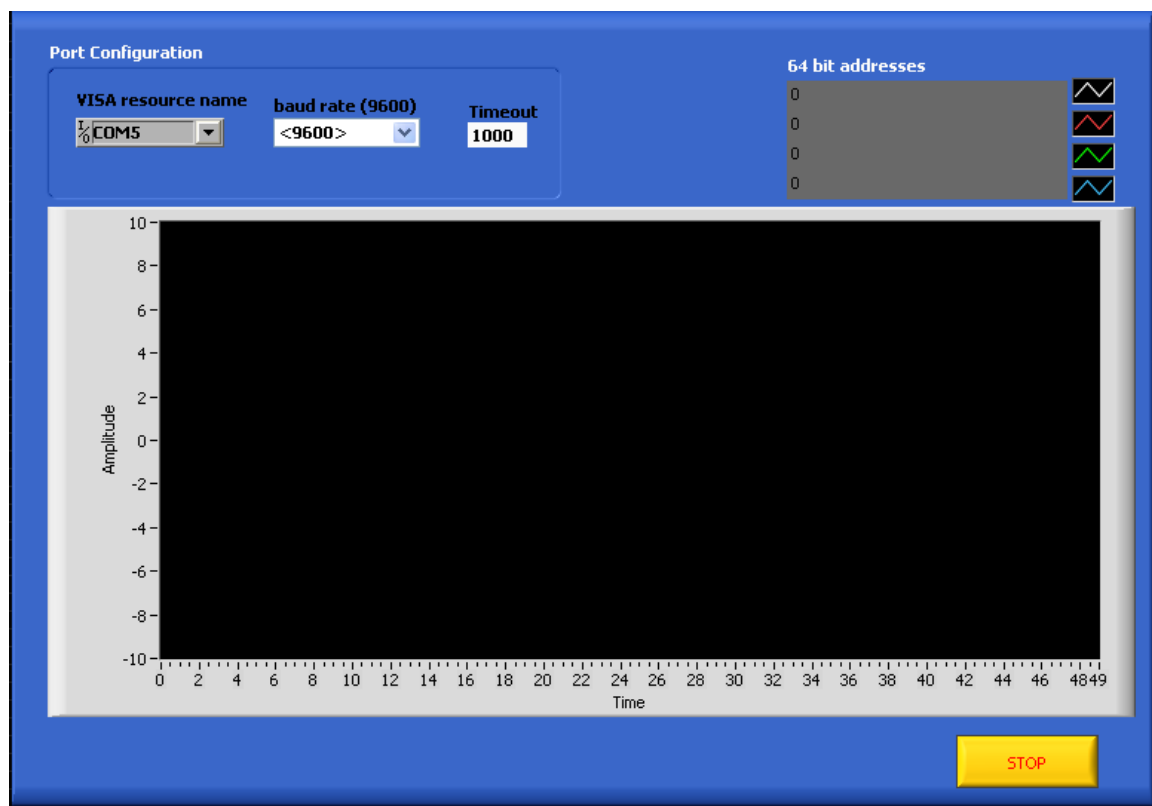 Port Configuration
64 bit addresses
VISA resource name
baud rate (9600)
Timeout
I/O COM5
<9600>
1000
0
0
0
0
10
8
6
4
2
0
-2
-4
-6
-8
-10
Amplitude
0 2 4 6 8 10 12 14 16 18 20 22 24 26 28 30 32 34 36 38 40 42 44 46 48 49
Time
STOP